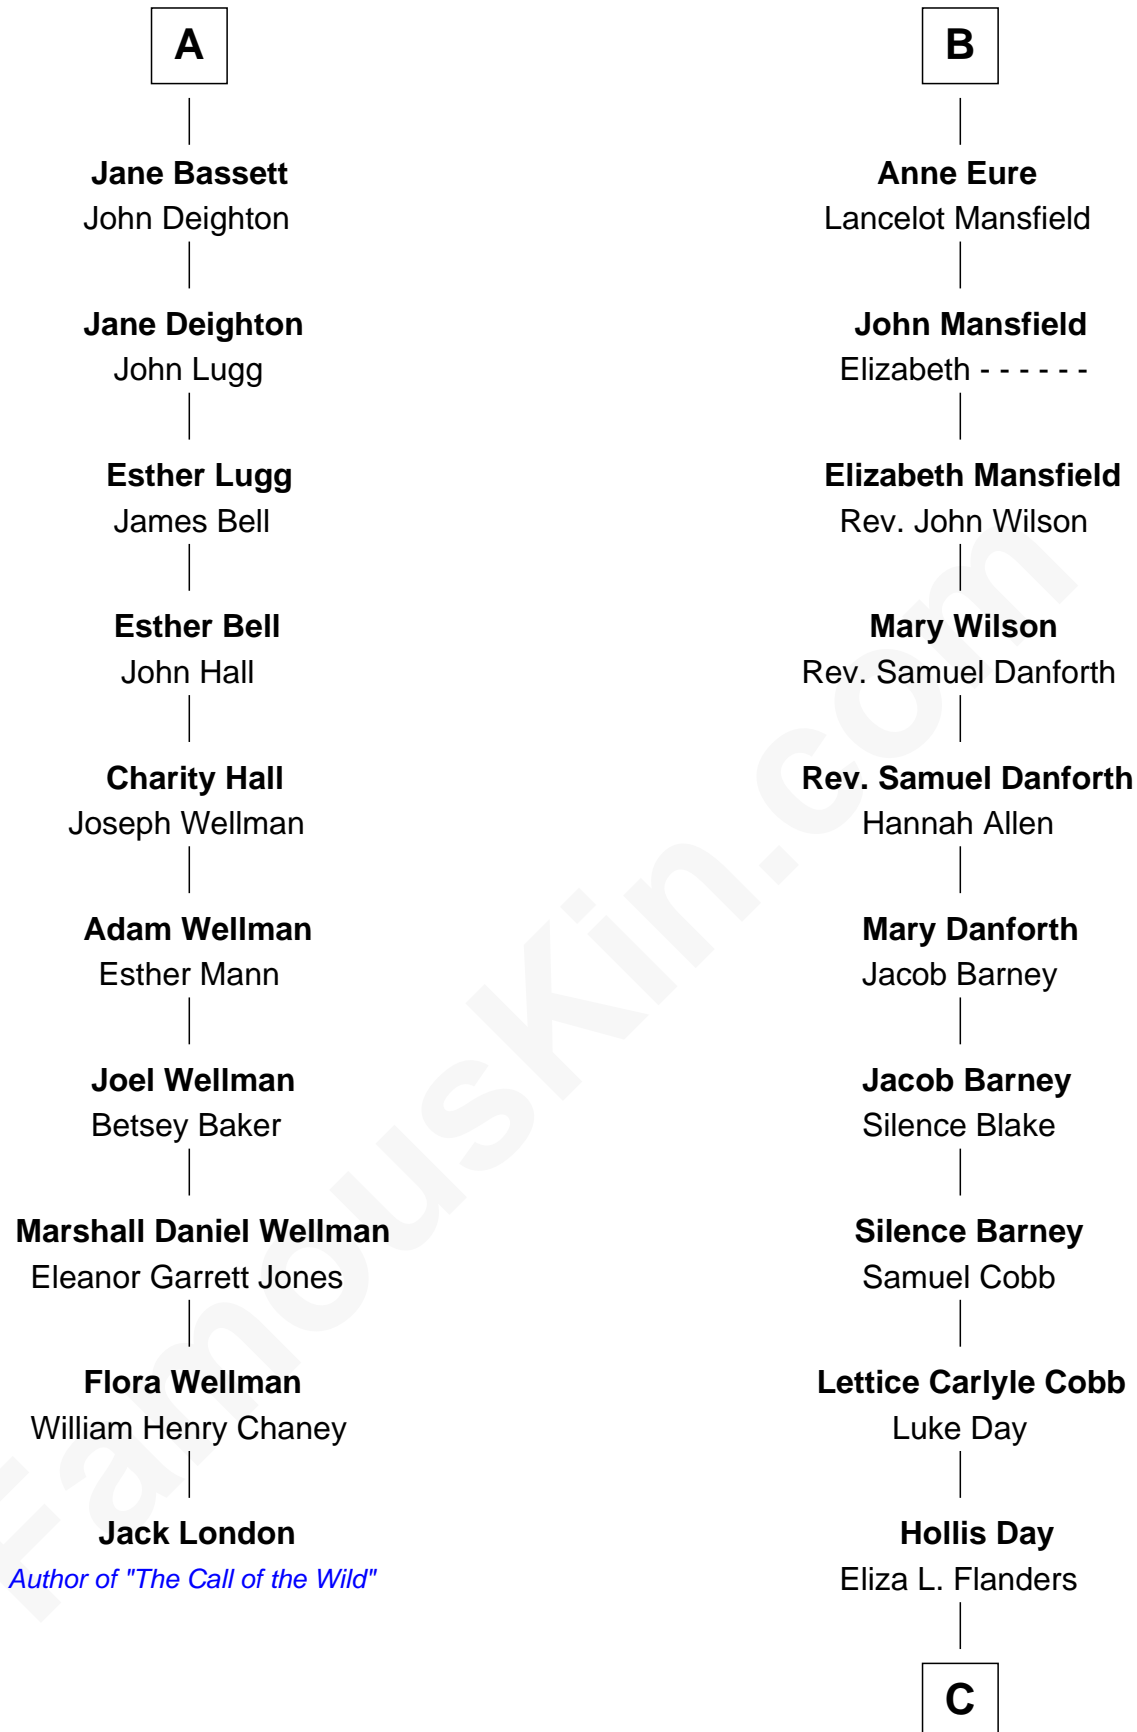 A
Jane Bassett
John Deighton
Jane Deighton
John Lugg
Esther Lugg
James Bell
Esther Bell
John Hall
Charity Hall
Joseph Wellman
Adam Wellman
Esther Mann
Joel Wellman
Betsey Baker
Marshall Daniel Wellman
Eleanor Garrett Jones
Flora Wellman
William Henry Chaney
Jack London
Author of "The Call of the Wild"
B
Anne Eure
Lancelot Mansfield
John Mansfield
Elizabeth - - - - - -
Elizabeth Mansfield
Rev. John Wilson
Mary Wilson
Rev. Samuel Danforth
Rev. Samuel Danforth
Hannah Allen
Mary Danforth
Jacob Barney
Jacob Barney
Silence Blake
Silence Barney
Samuel Cobb
Lettice Carlyle Cobb
Luke Day
Hollis Day
Eliza L. Flanders
C
FamousKin.com